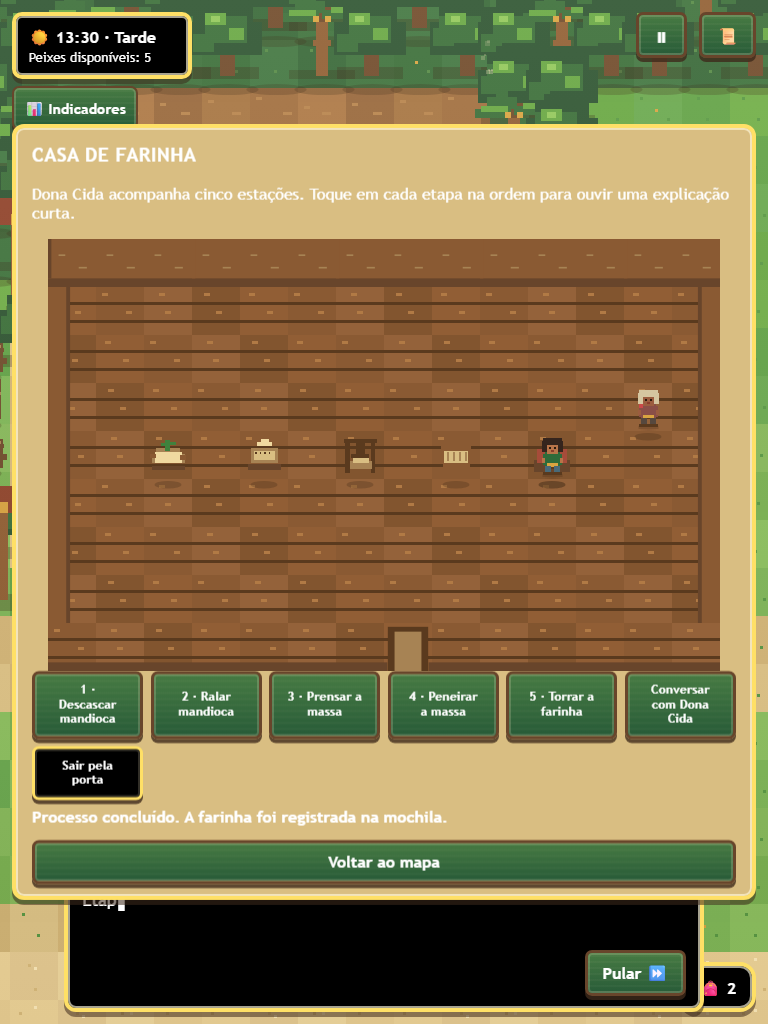 13:30 · Tarde
Peixes disponíveis: 5
Indicadores
CASA DE FARINHA
Dona Cida acompanha cinco estações. Toque em cada etapa na ordem para ouvir uma explicação
curta.
1 ·
Descascar
mandioca
2 · Ralar
mandioca
3 · Prensar a
massa
4 · Peneirar
a massa
5 · Torrar a
farinha
Conversar
com Dona
Cida
Sair pela
porta
Processo concluído. A farinha foi registrada na mochila.
Voltar ao mapa
Etap
Pular
2